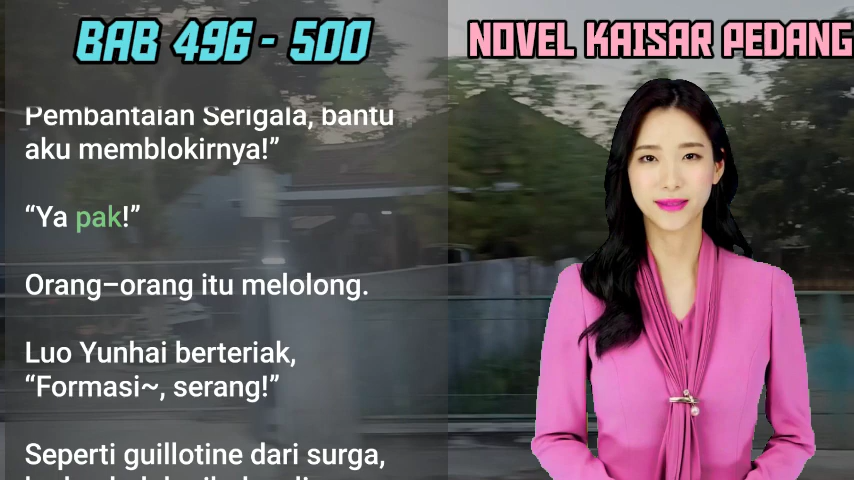 BAB 496 - 500
NOVEL KAISAR PEDANG
Pembantaian Serigala, bantu
aku memblokirnya!”
“Ya pak!”
Orang–orang itu melolong.
Luo Yunhai berteriak,
“Formasi~, serang!”
Seperti guillotine dari surga,